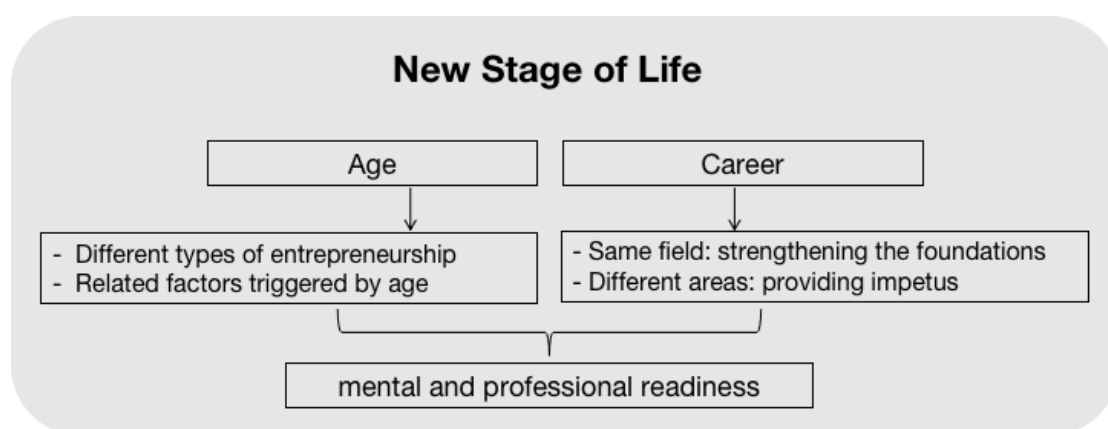 New Stage of Life
Age
Career
- Different types of entrepreneurship
- Related factors triggered by age
- Same field: strengthening the foundations
- Different areas: providing impetus
mental and professional readiness